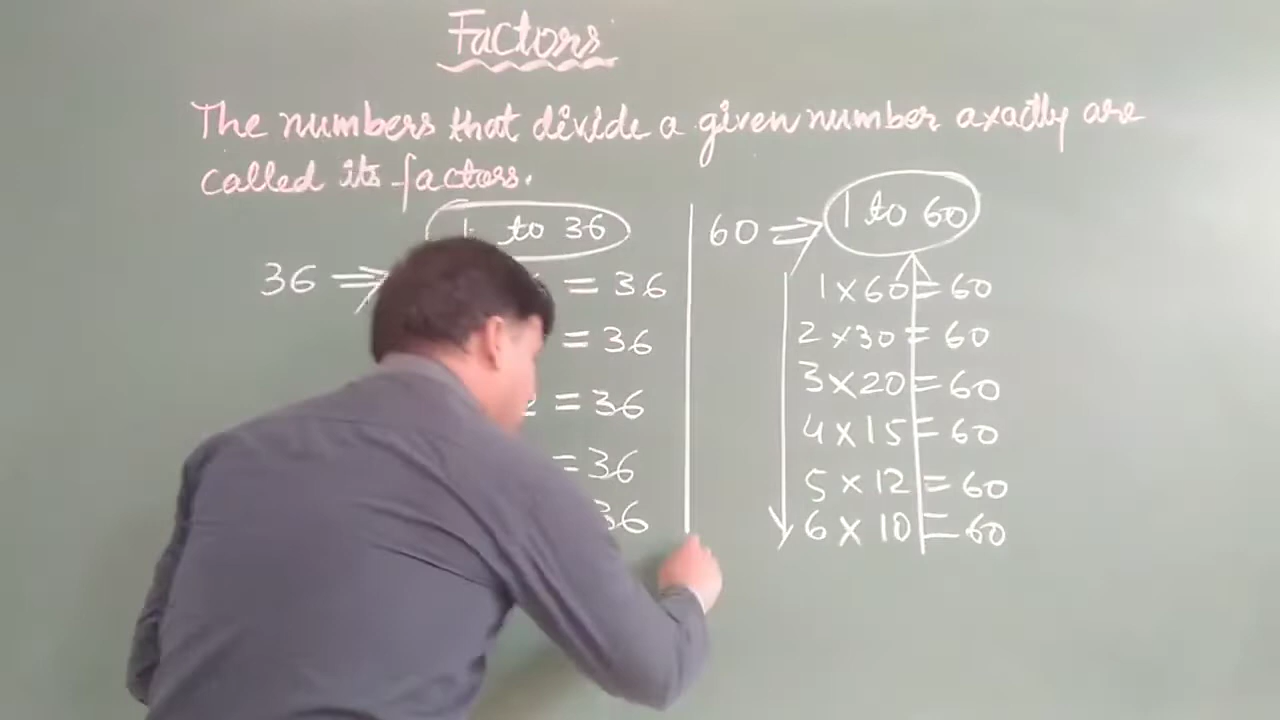 Factors
The numbers that divide a given number axactly are
called its factors.
1 to 36
36 ⇒
= 36
= 36
2 = 36
= 36
36
60 ⇒ 1 to 60
1 x 60 = 60
2 x 30 = 60
3 x 20 = 60
4 x 15 = 60
5 x 12 = 60
6 x 10 = 60